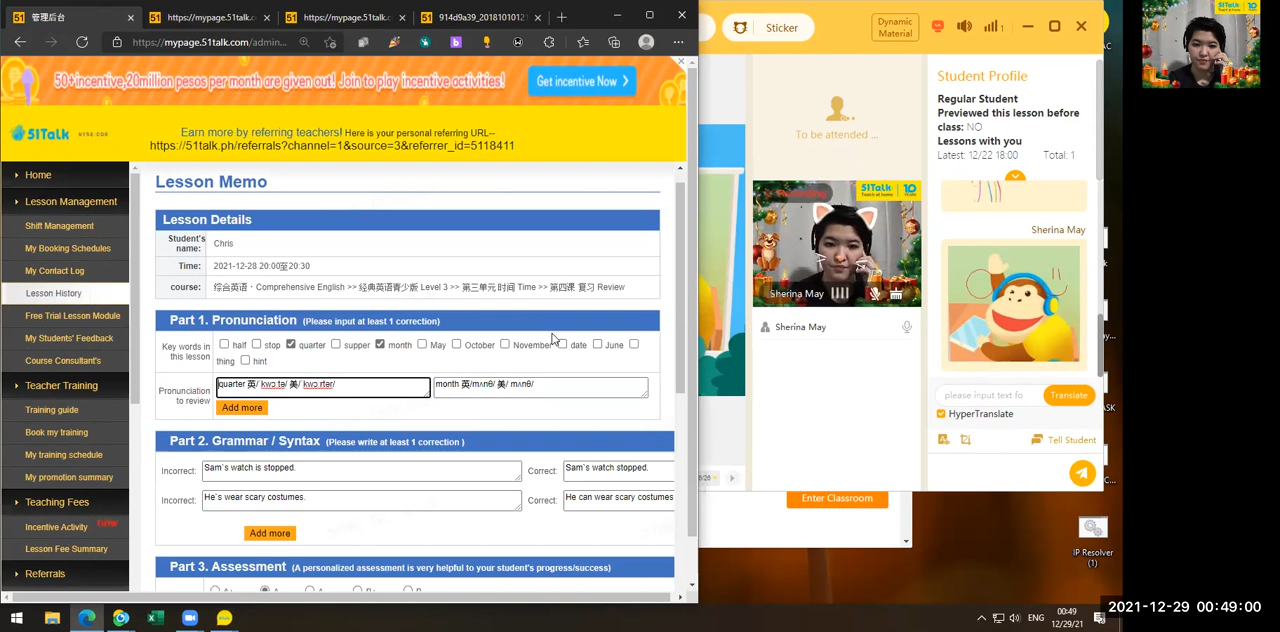 管理后台
https://mypage.51talk.c
https://mypage.51talk.c
914d9a39_2018101012
https://mypage.51talk.com/admin...
50+incentive,20million pesos per month are given out! Join to play incentive activities!
Get incentive Now
51Talk NYSE:COE
Earn more by referring teachers! Here is your personal referring URL--
https://51talk.ph/referrals?channel=1&source=3&referrer_id=5118411
Home
Lesson Management
Shift Management
My Booking Schedules
My Contact Log
Lesson History
Free Trial Lesson Module
My Students' Feedback
Course Consultant's
Teacher Training
Training guide
Book my training
My training schedule
My promotion summary
Teaching Fees
Incentive Activity
Lesson Fee Summary
Referrals
Lesson Memo
Lesson Details
Student's name: Chris
Time: 2021-12-28 20:00至20:30
course: 综合英语 - Comprehensive English >> 经典英语青少版 Level 3 >> 第三单元 时间 Time >> 第四课 复习 Review
Part 1. Pronunciation (Please input at least 1 correction)
Key words in this lesson
half stop quarter supper month May October November date June
thing hint
Pronunciation to review
quarter 英/ kwɔ:tə/ 美/ kwɔ:rter/
month 英/mʌnθ/ 美/ mʌnθ/
Add more
Part 2. Grammar / Syntax (Please write at least 1 correction )
Incorrect: Sam`s watch is stopped. Correct: Sam`s watch stopped.
Incorrect: He`s wear scary costumes. Correct: He can wear scary costumes
Add more
Part 3. Assessment (A personalized assessment is very helpful to your student's progress/success)
Sticker
Dynamic Material
To be attended ...
Recording
51Talk
Sherina May
Sherina May
Student Profile
Regular Student
Previewed this lesson before class: NO
Lessons with you
Latest: 12/22 18:00 Total: 1
Sherina May
please input text fo
Translate
HyperTranslate
Tell Student
Enter Classroom
IP Resolver (1)
ENG
00:49
12/29/21
2021-12-29 00:49:00